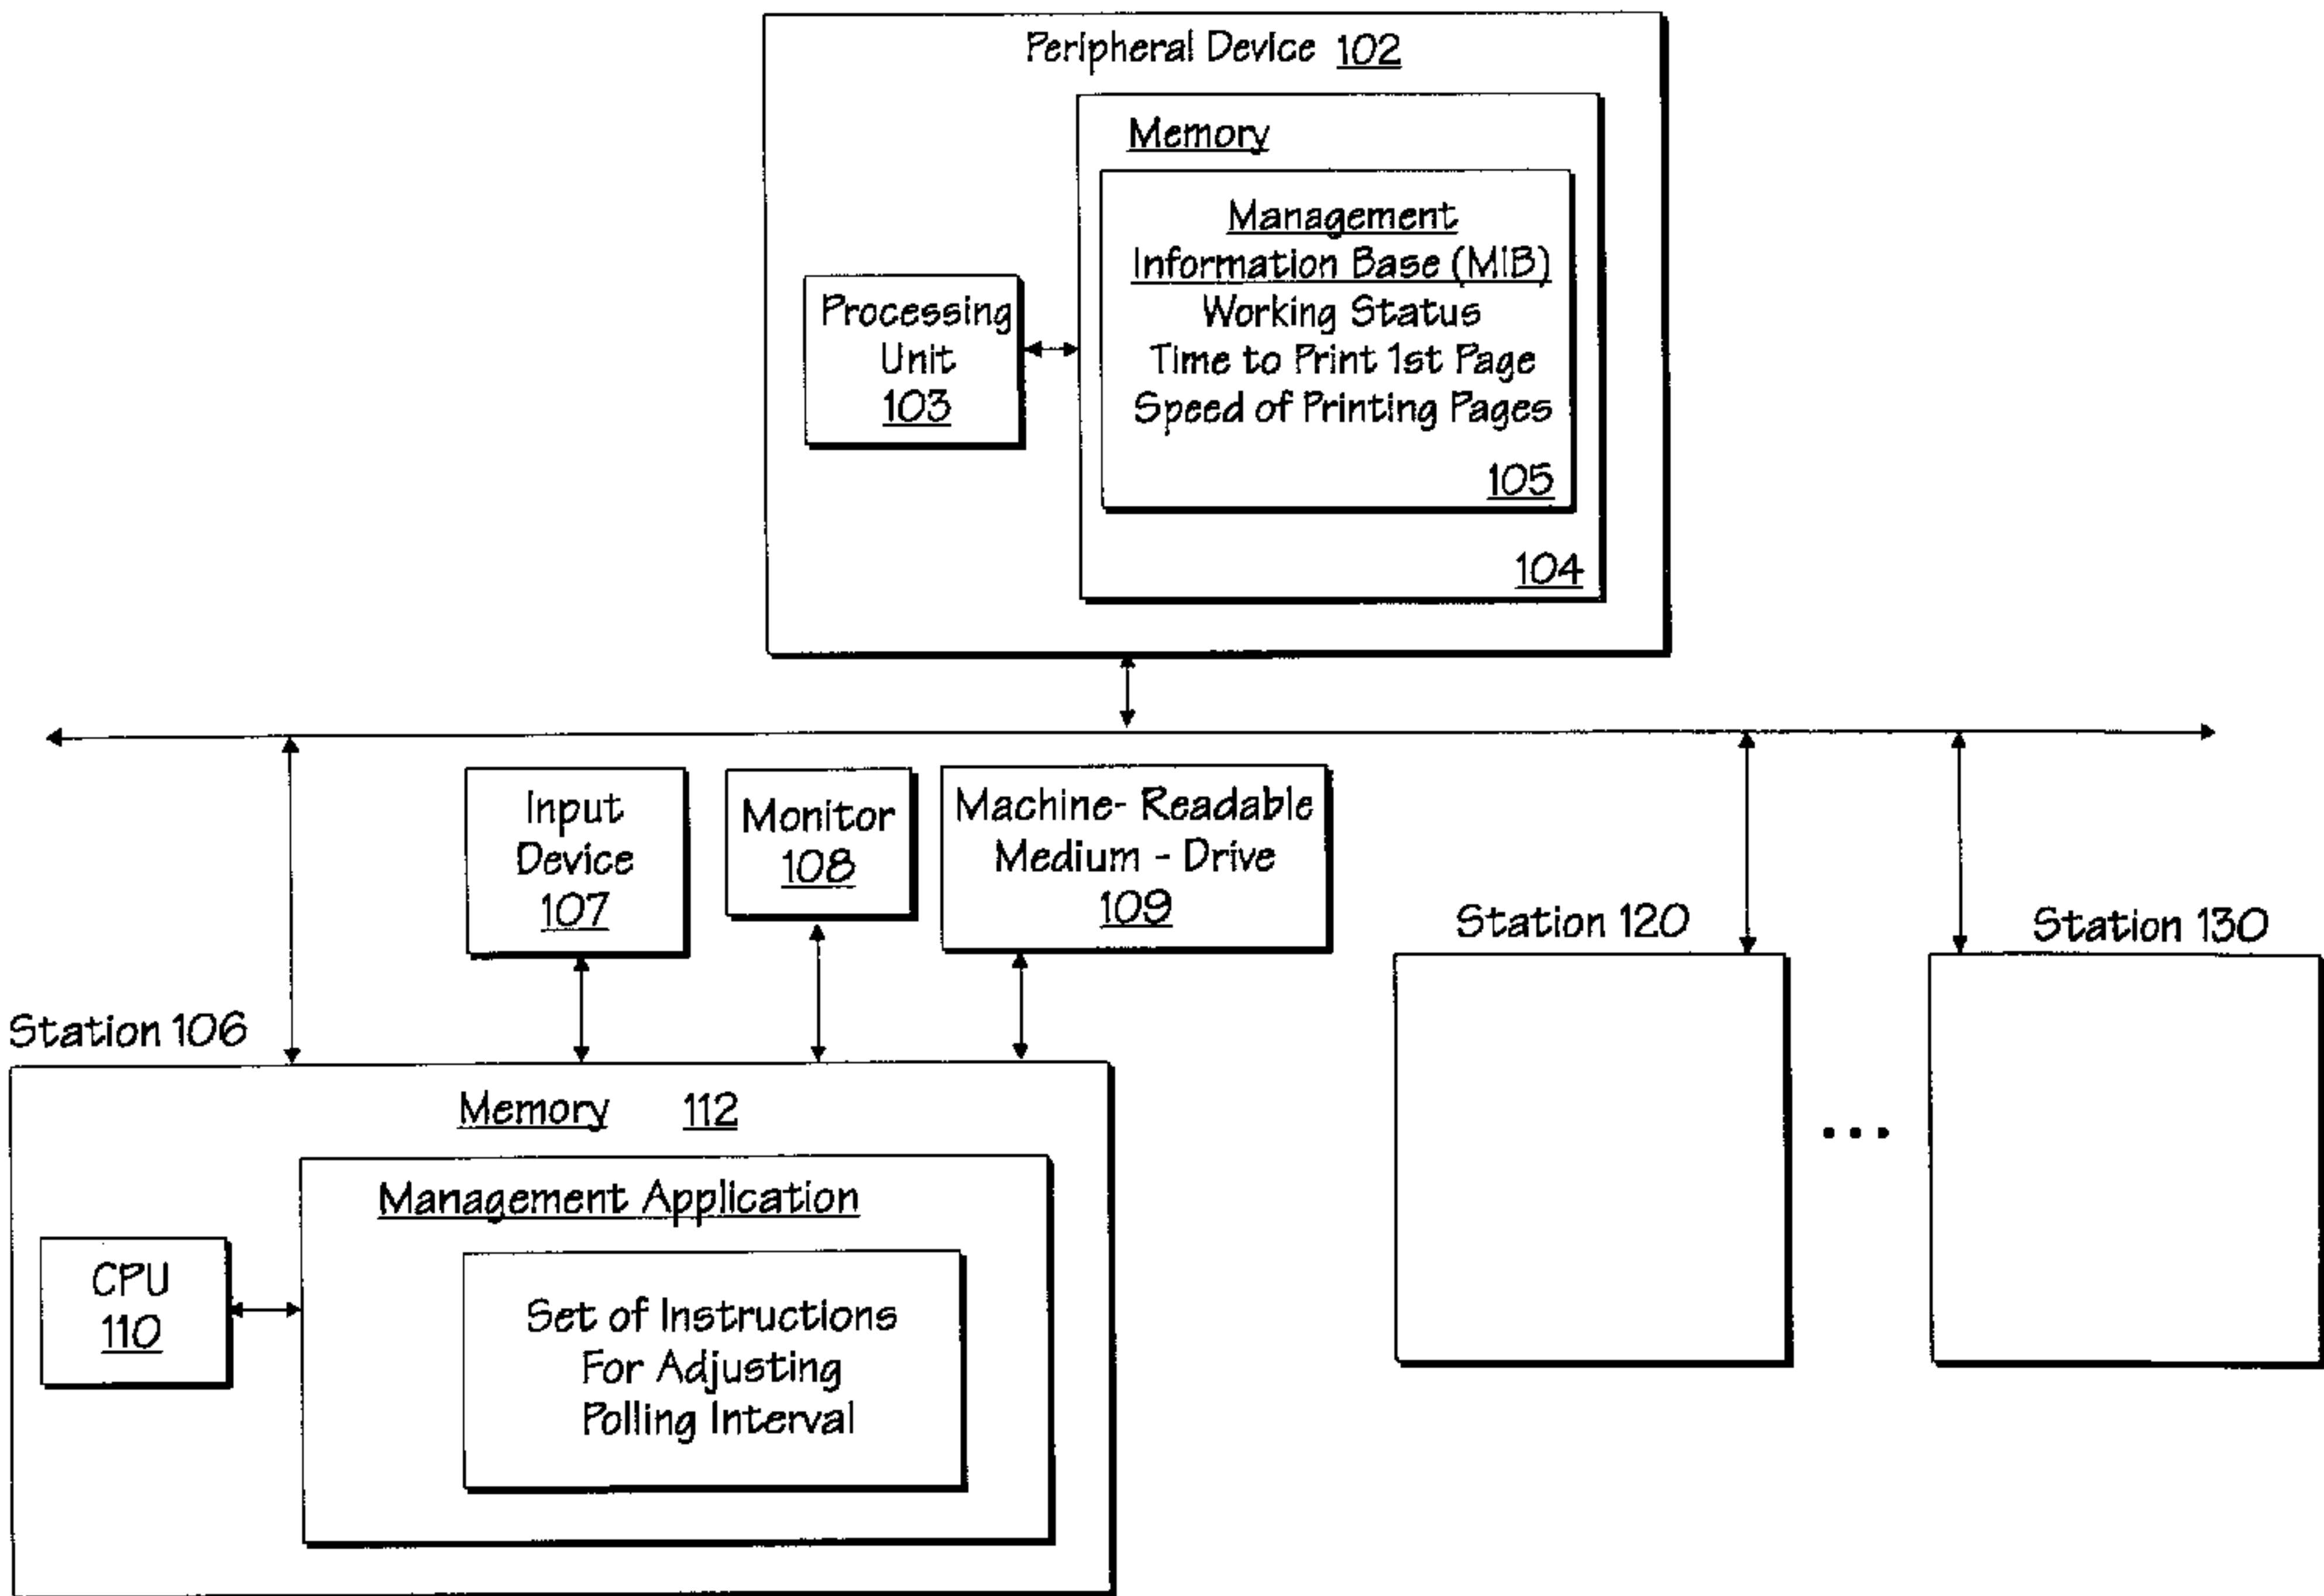 Peripheral Device 102
Memory
Management
Information Base (MIB)
Working Status
Time to Print 1st Page
Speed of Printing Pages
105
104
Processing
Unit
103
Input
Device
107
Monitor
108
Machine- Readable
Medium - Drive
109
Station 120
Station 130
Station 106
Memory 112
Management Application
CPU
110
Set of Instructions
For Adjusting
Polling Interval
...